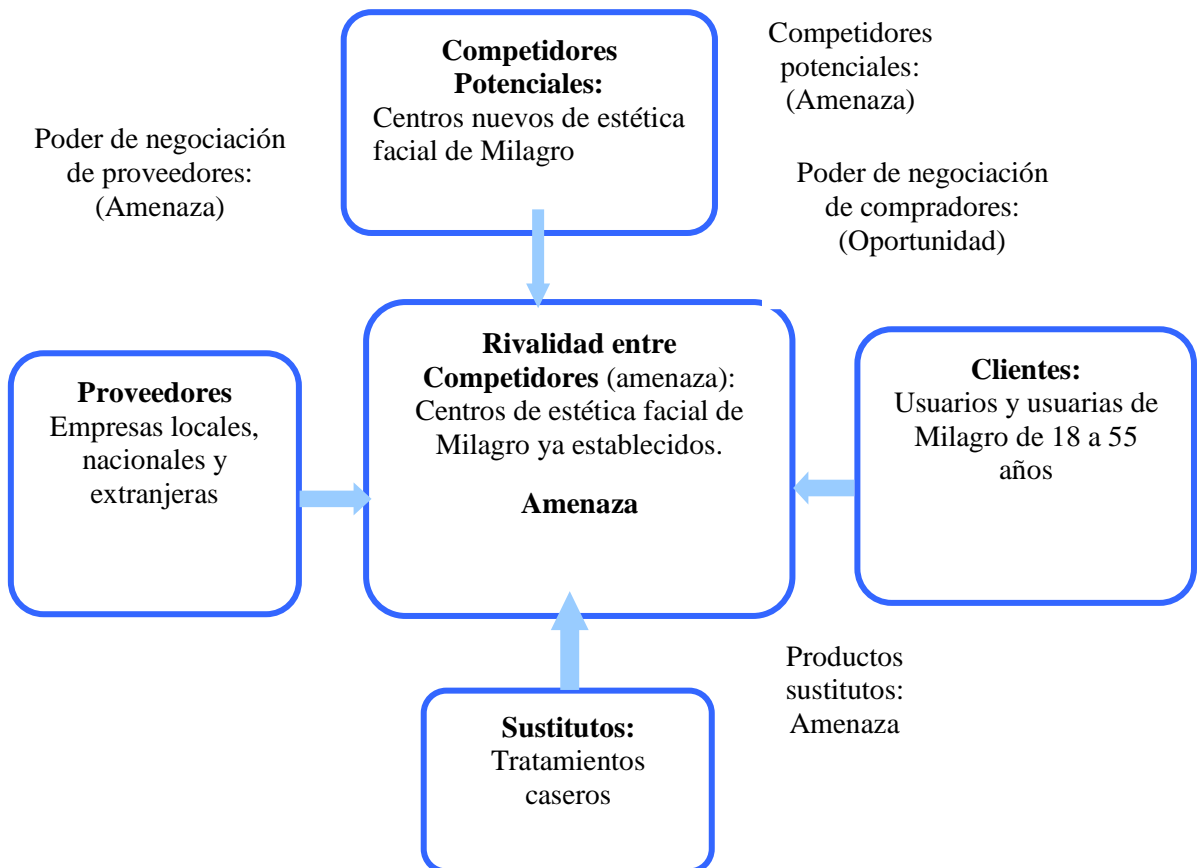 Competidores
Potenciales:
Centros nuevos de estética
facial de Milagro
Competidores
potenciales:
(Amenaza)
Poder de negociación
de proveedores:
(Amenaza)
Poder de negociación
de compradores:
(Oportunidad)
Proveedores
Empresas locales,
nacionales y
extranjeras
Rivalidad entre
Competidores (amenaza):
Centros de estética facial de
Milagro ya establecidos.
Amenaza
Clientes:
Usuarios y usuarias de
Milagro de 18 a 55
años
Productos
sustitutos:
Amenaza
Sustitutos:
Tratamientos
caseros